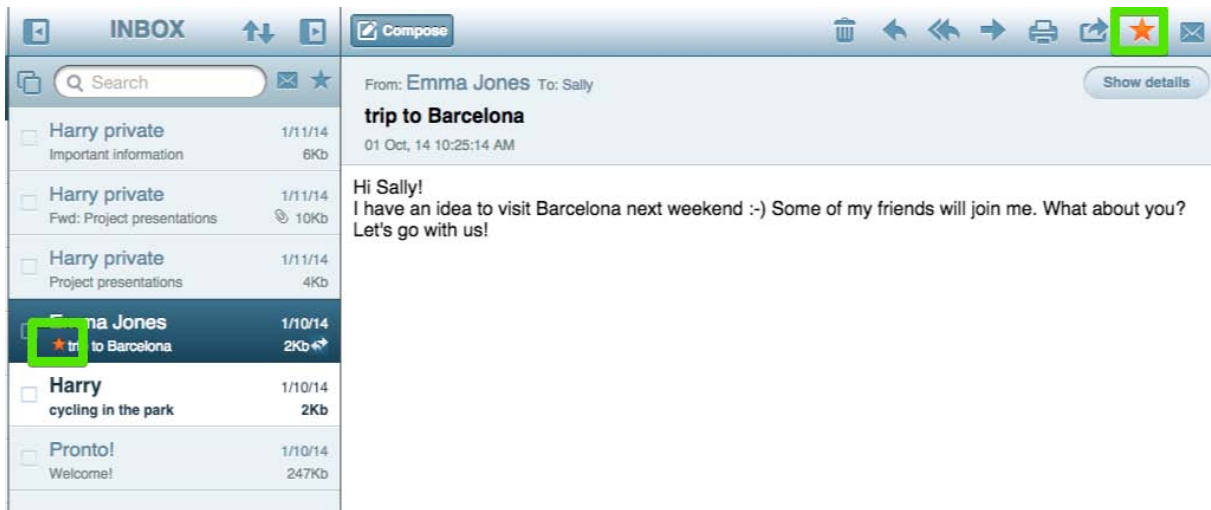 INBOX
Compose
Search
Harry private 1/11/14
Important information 6Kb
Harry private 1/11/14
Fwd: Project presentations 10Kb
Harry private 1/11/14
Project presentations 4Kb
Jones 1/10/14
to Barcelona 2Kb
Harry 1/10/14
cycling in the park 2Kb
Pronto! 1/10/14
Welcome! 247Kb
From: Emma Jones To: Sally
Show details
trip to Barcelona
01 Oct, 14 10:25:14 AM
Hi Sally!
I have an idea to visit Barcelona next weekend :-) Some of my friends will join me. What about you?
Let's go with us!